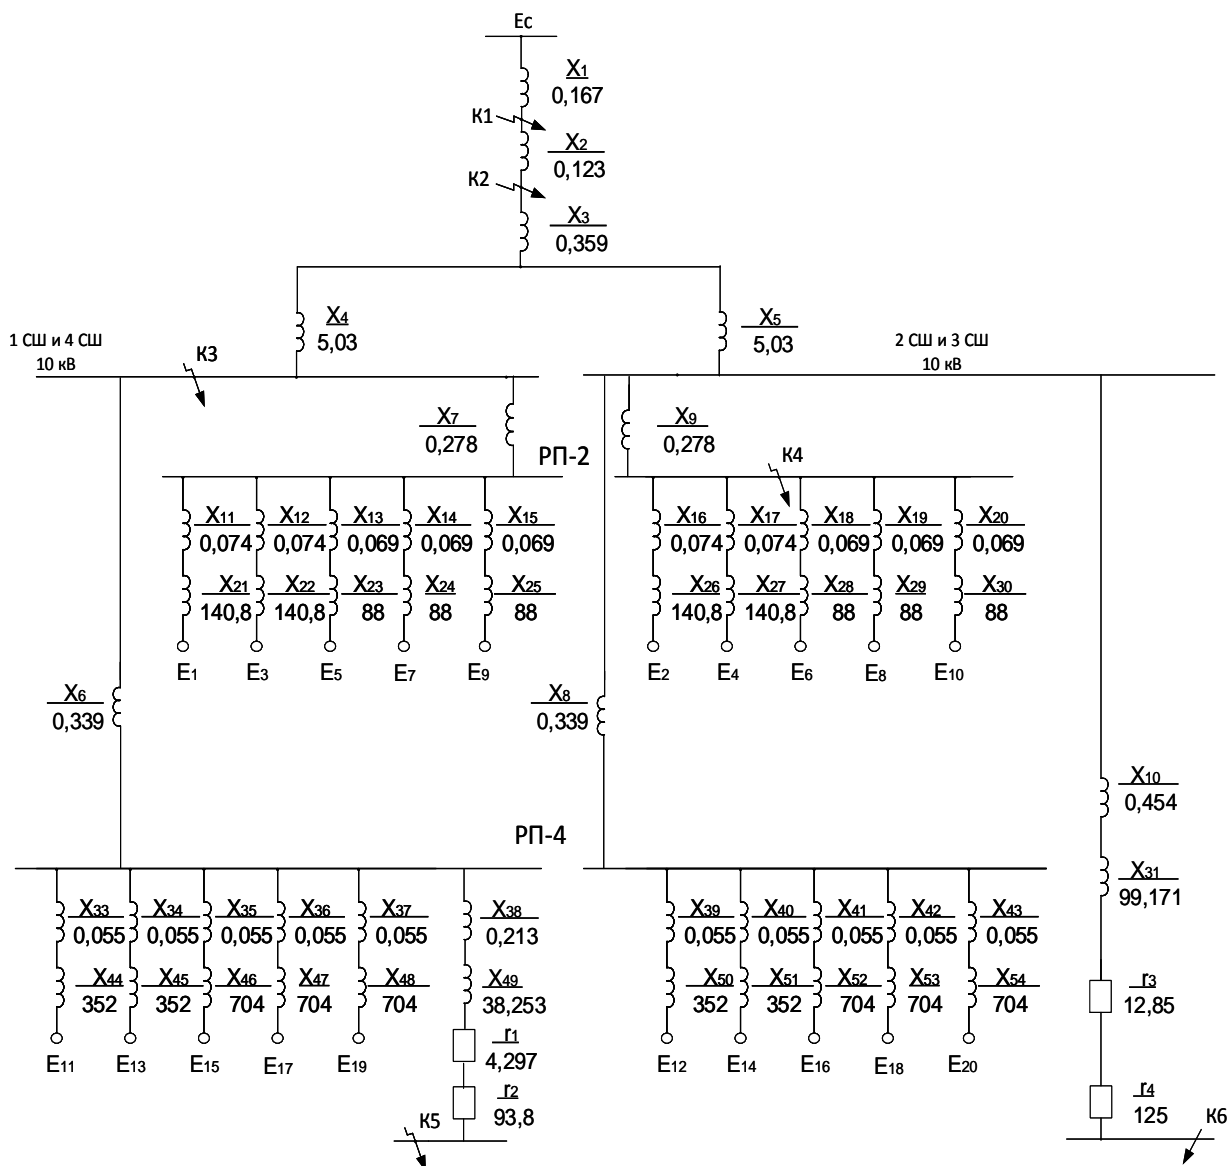 Ec
X1
0,167
К1
X2
0,123
К2
X3
0,359
X4
5,03
X5
5,03
1 СШ и 4 СШ
10 кВ
К3
2 СШ и 3 СШ
10 кВ
X7
0,278
X9
0,278
РП-2
К4
X11 X12 X13 X14 X15
0,074 0,074 0,069 0,069 0,069
X16 X17 X18 X19 X20
0,074 0,074 0,069 0,069 0,069
X21 X22 X23 X24 X25
140,8 140,8 88 88 88
X26 X27 X28 X29 X30
140,8 140,8 88 88 88
E1 E3 E5 E7 E9
E2 E4 E6 E8 E10
X6
0,339
X8
0,339
X10
0,454
РП-4
X31
99,171
X33 X34 X35 X36 X37 X38
0,055 0,055 0,055 0,055 0,055 0,213
X39 X40 X41 X42 X43
0,055 0,055 0,055 0,055 0,055
X44 X45 X46 X47 X48 X49
352 352 704 704 704 38,253
X50 X51 X52 X53 X54
352 352 704 704 704
r3
12,85
E11 E13 E15 E17 E19
r1
4,297
E12 E14 E16 E18 E20
r2
93,8
r4
125
К5
К6